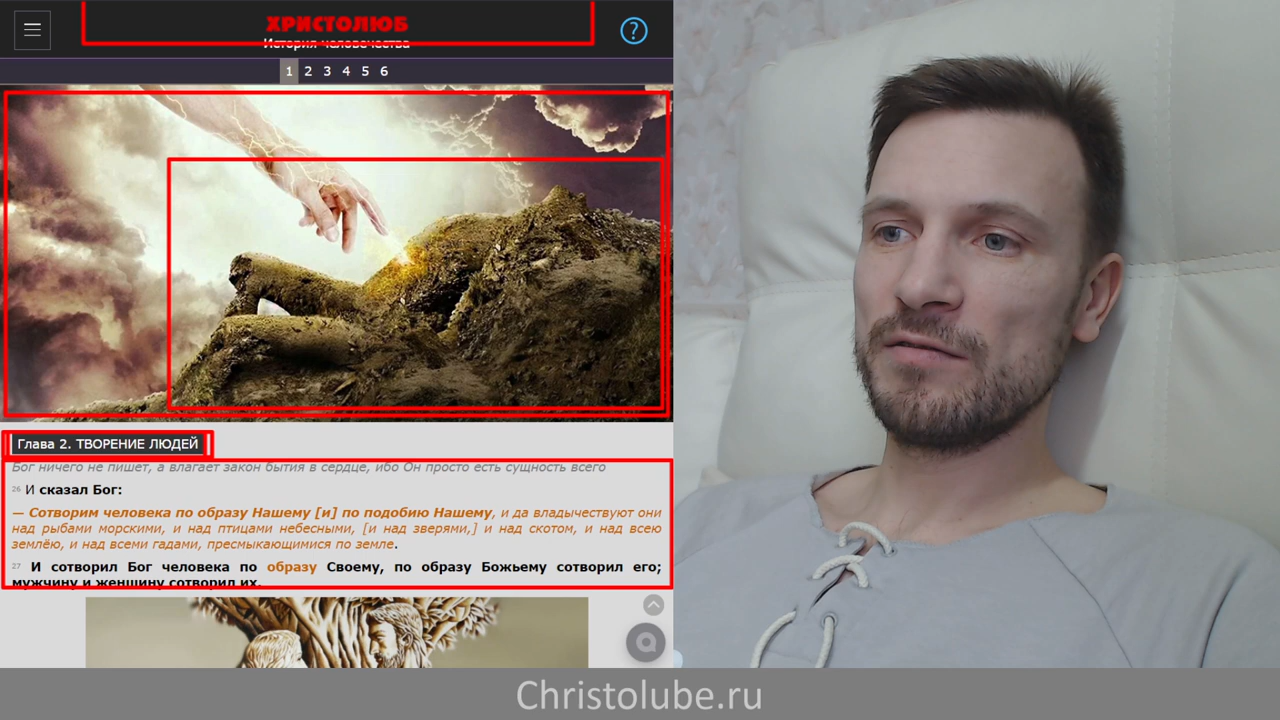 ХРИСТОЛЮБ
История человечества
1 2 3 4 5 6
Глава 2. ТВОРЕНИЕ ЛЮДЕЙ
Бог ничего не пишет, а влагает закон бытия в сердце, ибо Он просто есть сущность всего
26 И сказал Бог:
— Сотворим человека по образу Нашему [и] по подобию Нашему, и да владычествуют они
над рыбами морскими, и над птицами небесными, [и над зверями,] и над скотом, и над всею
землёю, и над всеми гадами, пресмыкающимися по земле.
27 И сотворил Бог человека по образу Своему, по образу Божьему сотворил его;
мужчину и женщину сотворил их.
Christolube.ru